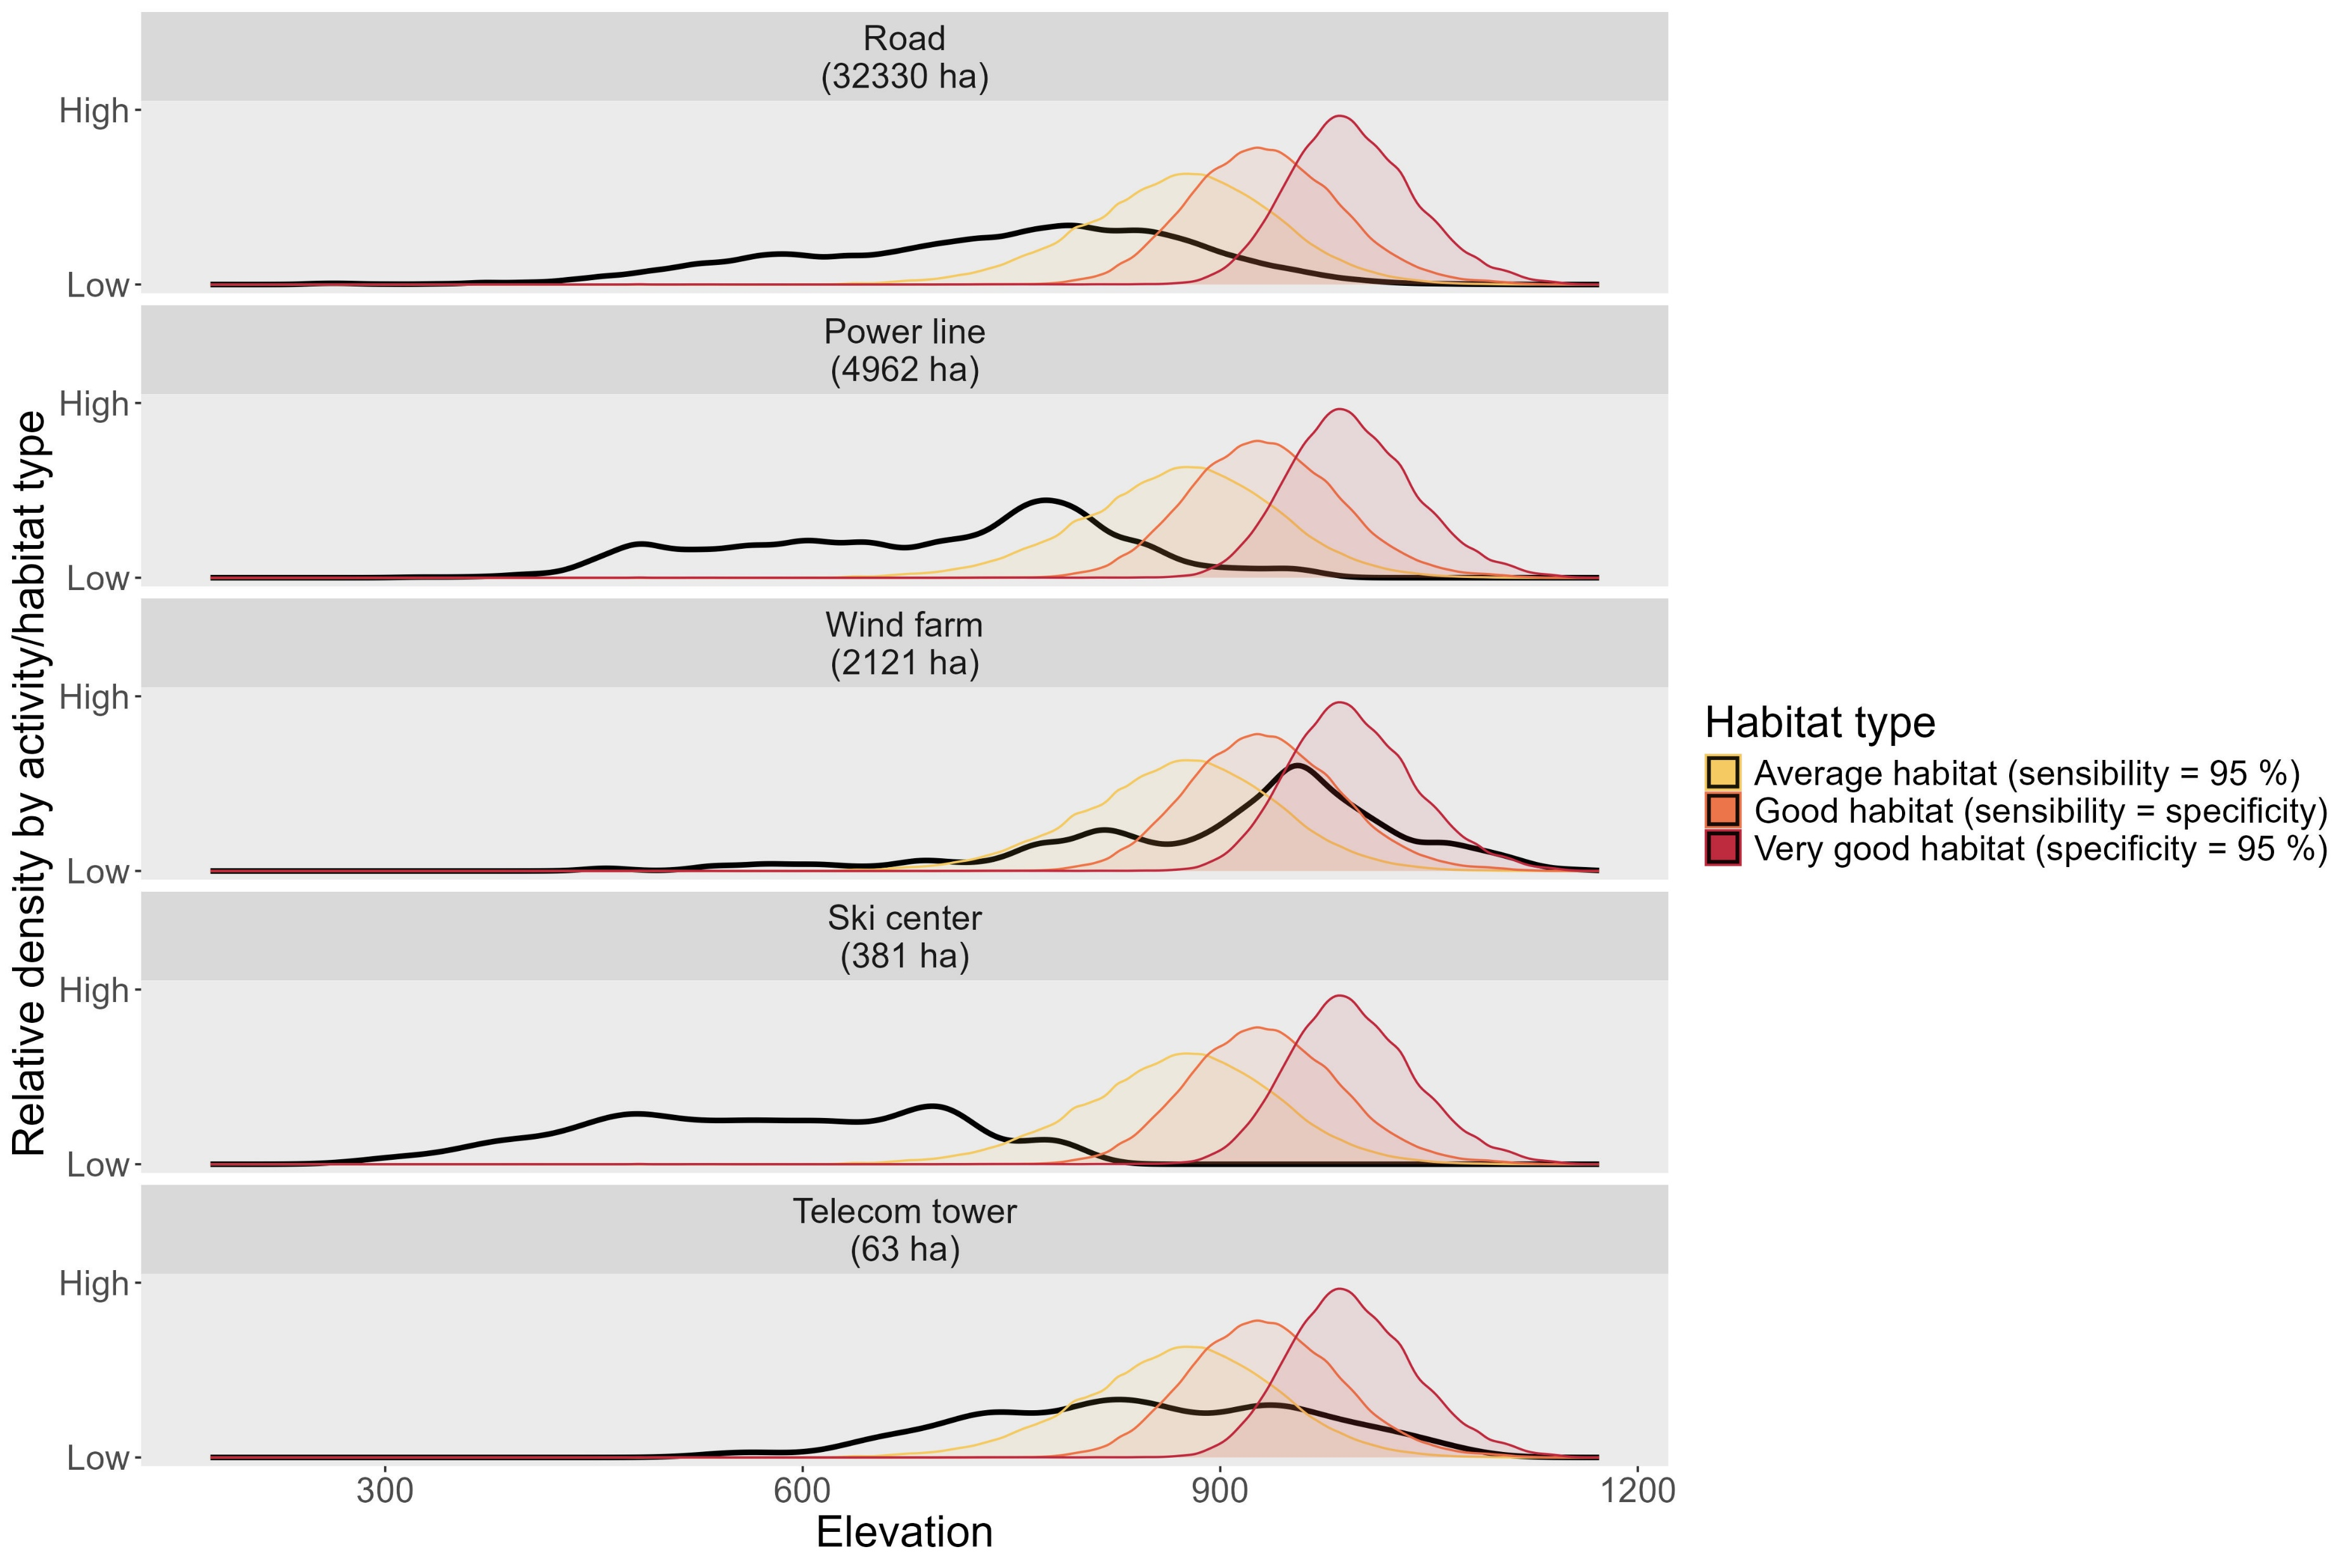 Relative density by activity/habitat type
Road
(32330 ha)
High
Low
Power line
(4962 ha)
High
Low
Wind farm
(2121 ha)
High
Low
Ski center
(381 ha)
High
Low
Telecom tower
(63 ha)
High
Low
300
600
900
1200
Elevation
Habitat type
Average habitat (sensibility = 95 %)
Good habitat (sensibility = specificity)
Very good habitat (specificity = 95 %)